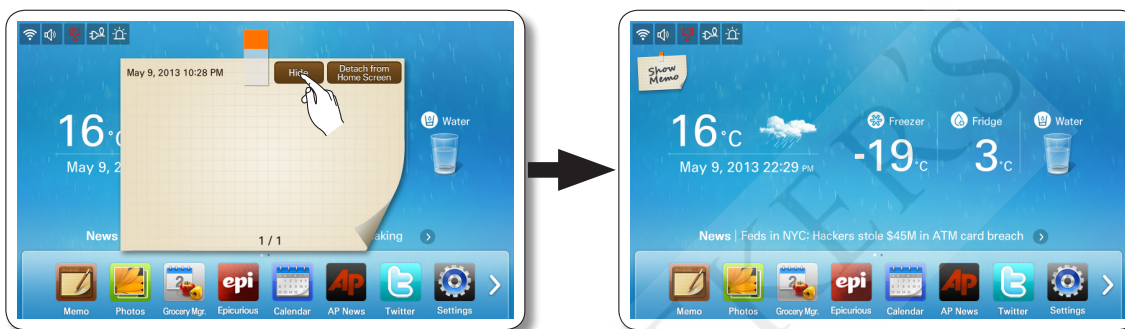 May 9, 2013 10:28 PM
Hide
Detach from
Home Screen
16°C
May 9, 2
Water
News
aking
1 / 1
Memo
Photos
Grocery Mgr.
Epicurious
Calendar
AP News
Twitter
Settings
2
epi
AP
Show
Memo
16°C
May 9, 2013 22:29 PM
Freezer
-19°C
Fridge
3°C
Water
News | Feds in NYC: Hackers stole $45M in ATM card breach
2
epi
AP
Memo
Photos
Grocery Mgr.
Epicurious
Calendar
AP News
Twitter
Settings